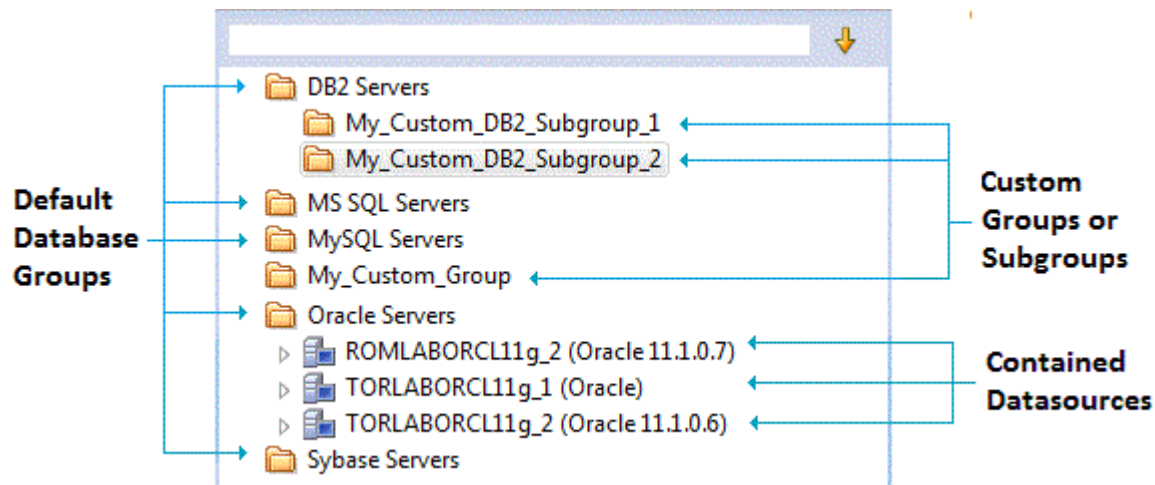 DB2 Servers
My_Custom_DB2_Subgroup_1
My_Custom_DB2_Subgroup_2
MS SQL Servers
MySQL Servers
My_Custom_Group
Oracle Servers
ROMLABORCL11g_2 (Oracle 11.1.0.7)
TORLABORCL11g_1 (Oracle)
TORLABORCL11g_2 (Oracle 11.1.0.6)
Sybase Servers
Default
Database
Groups
Custom
Groups or
Subgroups
Contained
Datasources